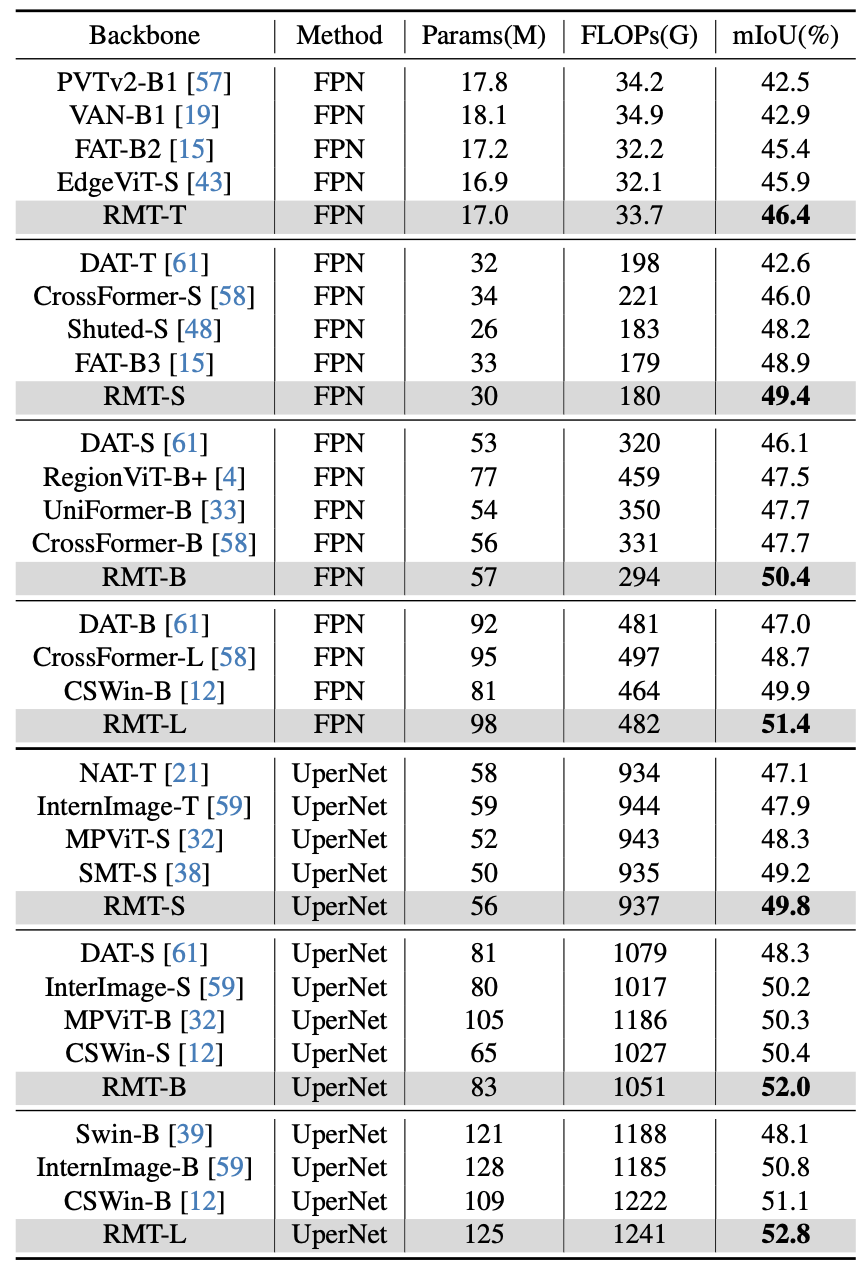 Backbone Method Params(M) FLOPs(G) mIoU(%)
PVTv2-B1 [57] FPN 17.8 34.2 42.5
VAN-B1 [19] FPN 18.1 34.9 42.9
FAT-B2 [15] FPN 17.2 32.2 45.4
EdgeViT-S [43] FPN 16.9 32.1 45.9
RMT-T FPN 17.0 33.7 46.4
DAT-T [61] FPN 32 198 42.6
CrossFormer-S [58] FPN 34 221 46.0
Shuted-S [48] FPN 26 183 48.2
FAT-B3 [15] FPN 33 179 48.9
RMT-S FPN 30 180 49.4
DAT-S [61] FPN 53 320 46.1
RegionViT-B+ [4] FPN 77 459 47.5
UniFormer-B [33] FPN 54 350 47.7
CrossFormer-B [58] FPN 56 331 47.7
RMT-B FPN 57 294 50.4
DAT-B [61] FPN 92 481 47.0
CrossFormer-L [58] FPN 95 497 48.7
CSWin-B [12] FPN 81 464 49.9
RMT-L FPN 98 482 51.4
NAT-T [21] UperNet 58 934 47.1
InternImage-T [59] UperNet 59 944 47.9
MPViT-S [32] UperNet 52 943 48.3
SMT-S [38] UperNet 50 935 49.2
RMT-S UperNet 56 937 49.8
DAT-S [61] UperNet 81 1079 48.3
InterImage-S [59] UperNet 80 1017 50.2
MPViT-B [32] UperNet 105 1186 50.3
CSWin-S [12] UperNet 65 1027 50.4
RMT-B UperNet 83 1051 52.0
Swin-B [39] UperNet 121 1188 48.1
InternImage-B [59] UperNet 128 1185 50.8
CSWin-B [12] UperNet 109 1222 51.1
RMT-L UperNet 125 1241 52.8